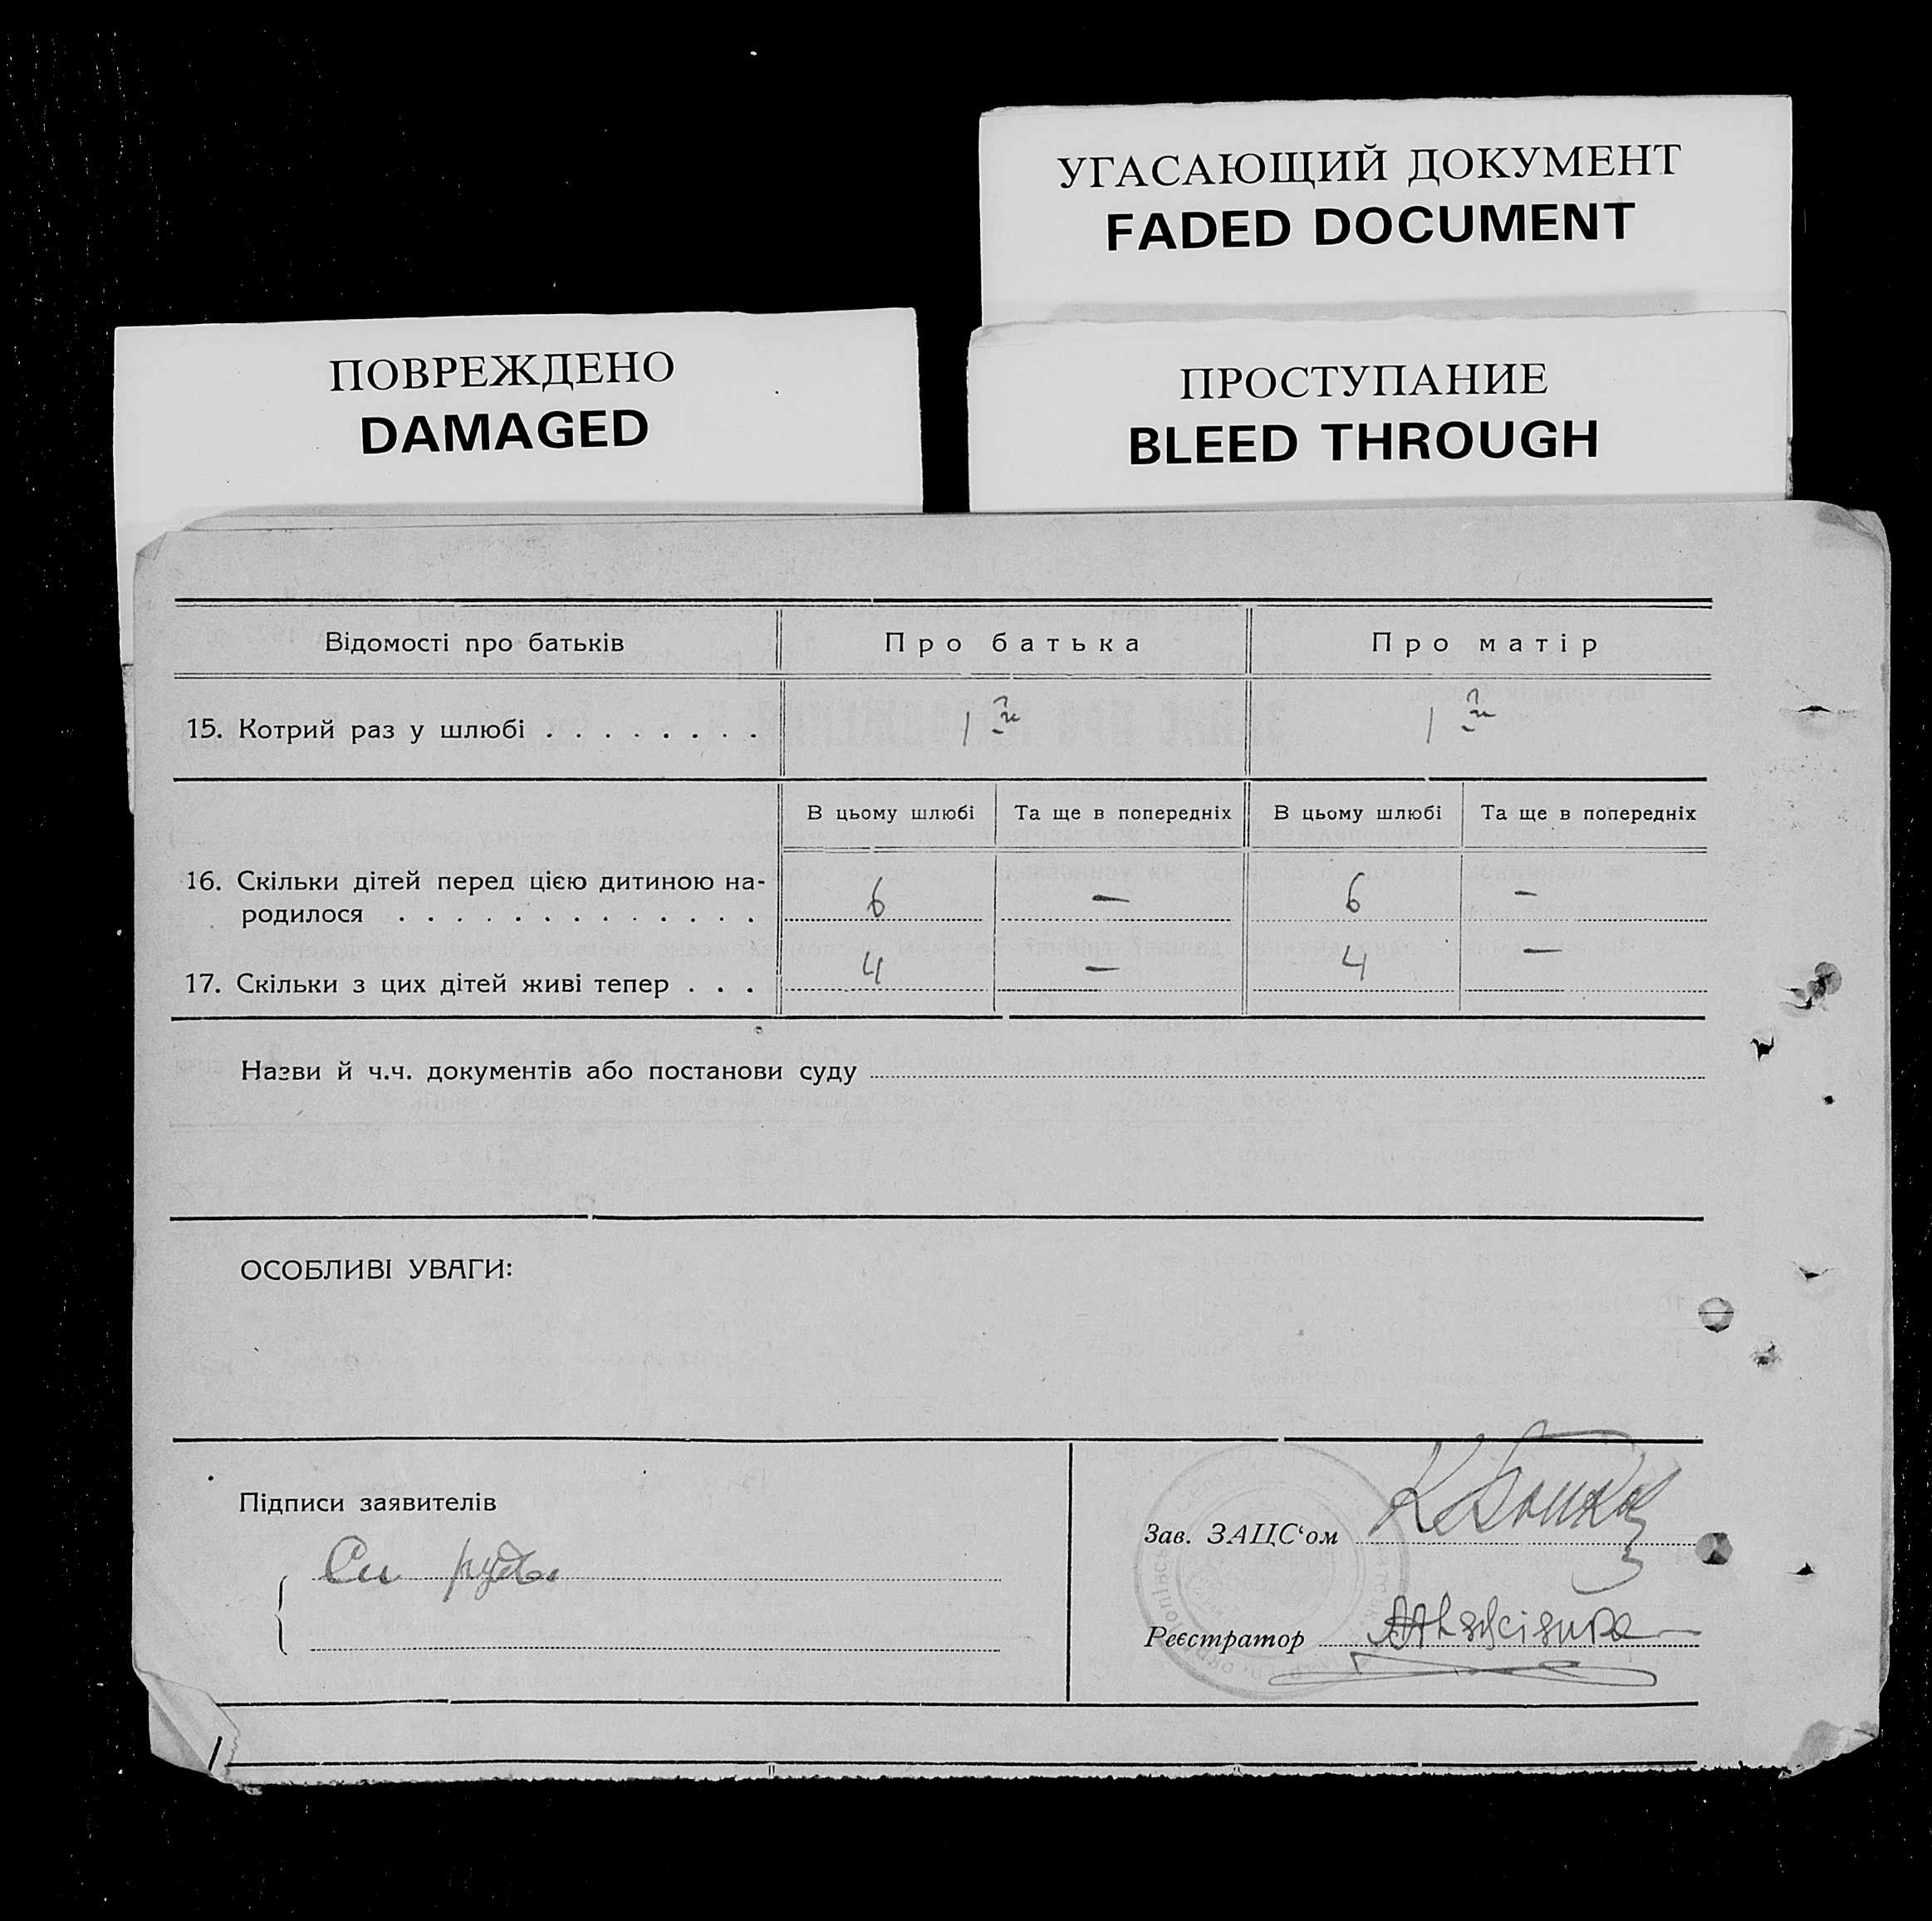 УГАСАЮЩИЙ ДОКУМЕНТ
FADED DOCUMENT
ПОВРЕЖДЕНО
DAMAGED
ПРОСТУПАНИЕ
BLEED THROUGH
Відомості про батьків Про батька Про матір
15. Котрий раз у шлюбі . . . . . . . . 1й 1й
В цьому шлюбі Та ще в попередніх В цьому шлюбі Та ще в попередніх
16. Скільки дітей перед цією дитиною на-
родилося . . . . . . . . . . . . . 6 — 6 —
17. Скільки з цих дітей живі тепер . . . 4 — 4 —
Назви й ч.ч. документів або постанови суду
ОСОБЛИВІ УВАГИ:
Підписи заявителів
Зав. ЗАЦС‘ом
Реєстратор